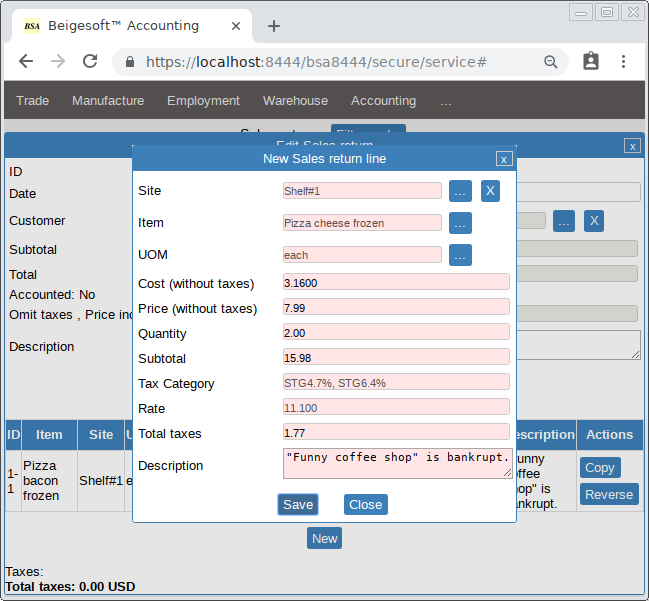 BSA Beigesoft™ Accounting
https://localhost:8444/bsa8444/secure/service#
Trade Manufacture Employment Warehouse Accounting ...
Edit Sales return x
New Sales return line x
ID
Date
Customer ... X
Subtotal
Total
Accounted: No
Omit taxes , Price inc
Description
Site Shelf#1 ... X
Item Pizza cheese frozen ...
UOM each ...
Cost (without taxes) 3.1600
Price (without taxes) 7.99
Quantity 2.00
Subtotal 15.98
Tax Category STG4.7%, STG6.4%
Rate 11.100
Total taxes 1.77
Description "Funny coffee shop" is bankrupt.
Save Close
ID Item Site U escription Actions
1-1 Pizza bacon frozen Shelf#1 e
unny
ffee
op" is
nkrupt.
Copy
Reverse
New
Taxes:
Total taxes: 0.00 USD